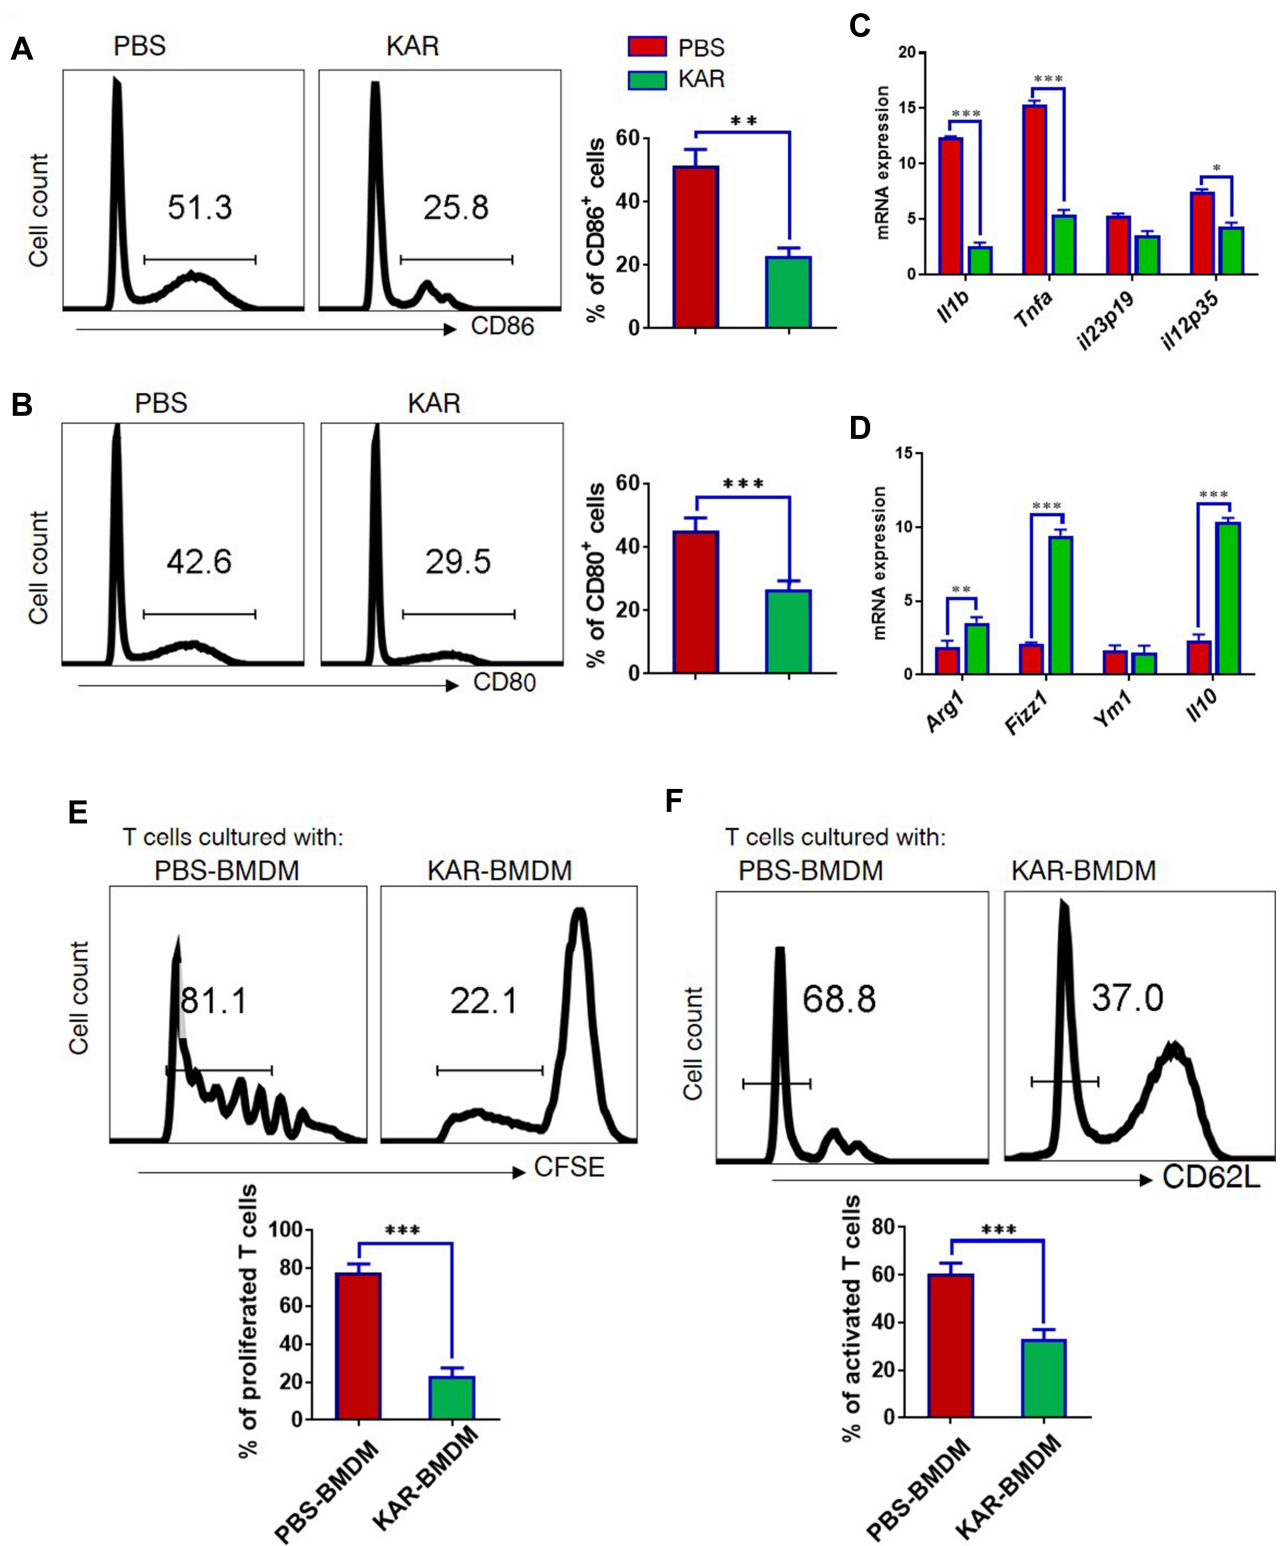 A
PBS
KAR
Cell count
51.3
25.8
CD86
PBS
KAR
% of CD86+ cells
60
40
20
0
**
C
mRNA expression
20
15
10
5
0
***
***
*
Il1b
Tnfa
il23p19
il12p35
B
PBS
KAR
Cell count
42.6
29.5
CD80
% of CD80+ cells
60
40
20
0
***
D
mRNA expression
15
10
5
0
**
***
***
Arg1
Fizz1
Ym1
Il10
E
T cells cultured with:
PBS-BMDM
KAR-BMDM
Cell count
81.1
22.1
CFSE
% of proliferated T cells
100
80
60
40
20
0
***
PBS-BMDM
KAR-BMDM
F
T cells cultured with:
PBS-BMDM
KAR-BMDM
Cell count
68.8
37.0
CD62L
% of activated T cells
80
60
40
20
0
***
PBS-BMDM
KAR-BMDM